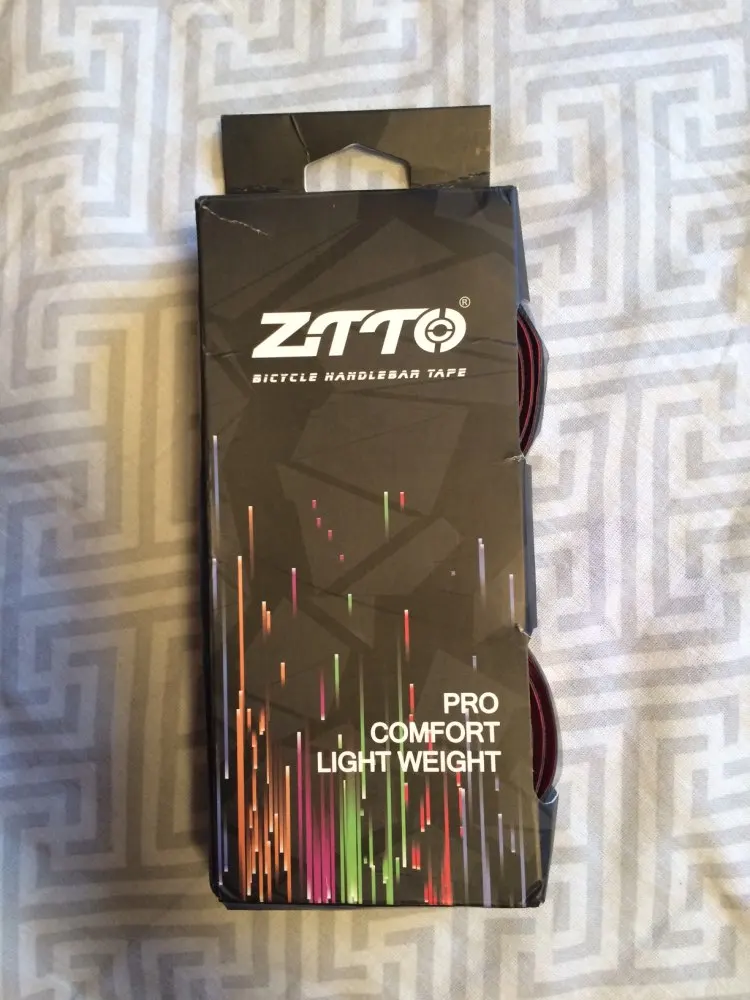 ZTTO®
BICYCLE HANDLEBAR TAPE
PRO
COMFORT
LIGHT WEIGHT